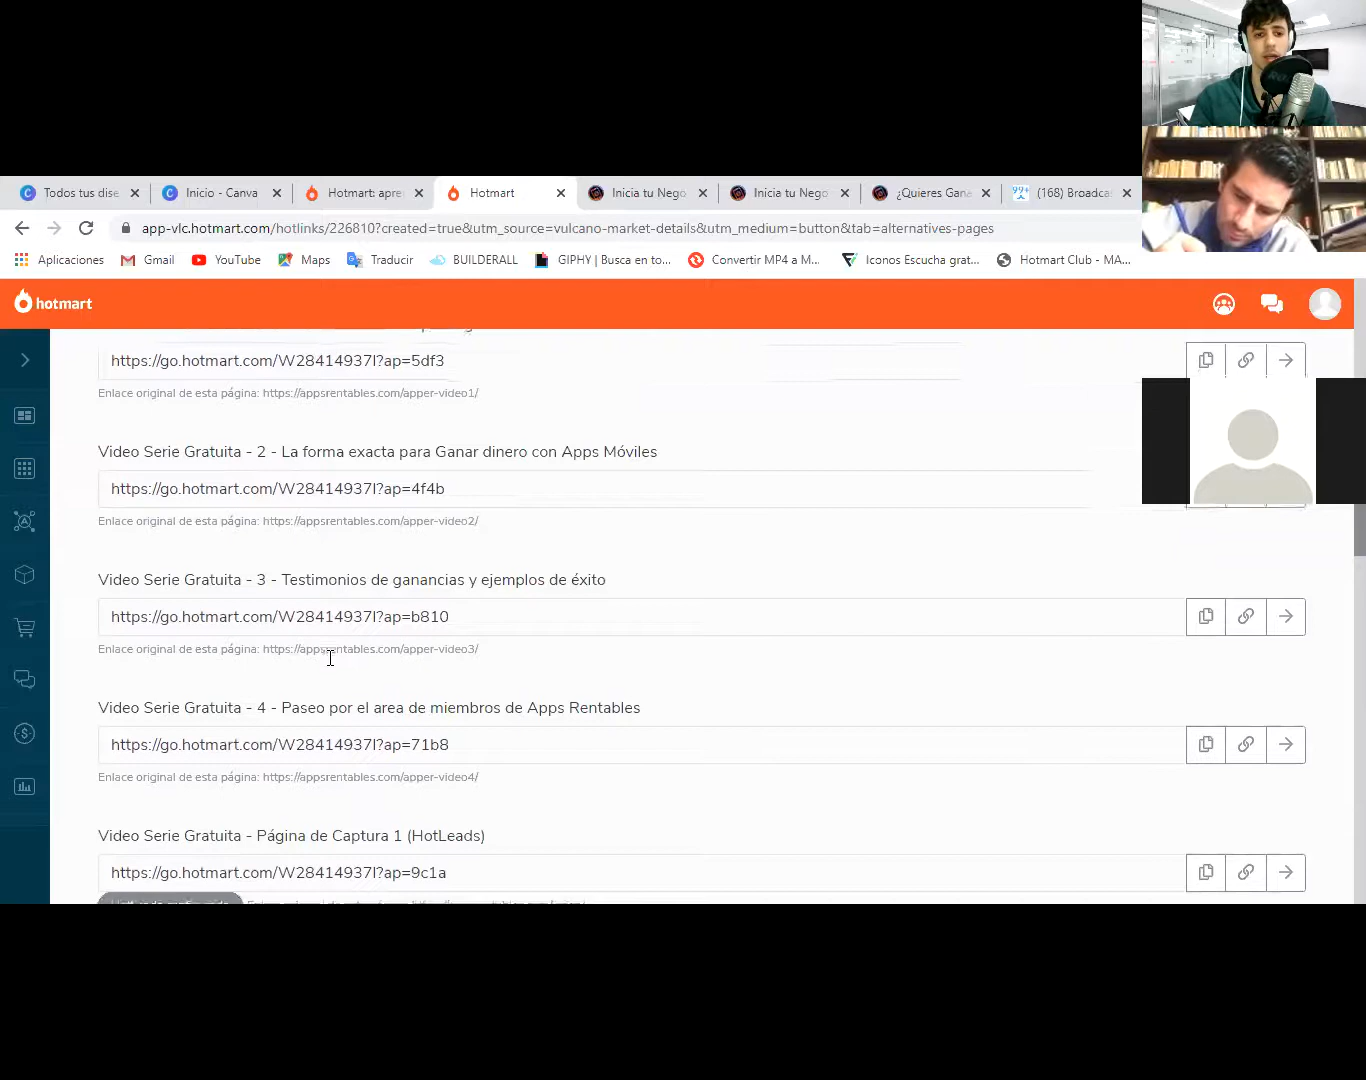 Todos tus dise
Inicio - Canva
Hotmart: apre
Hotmart
Inicia tu Nego
Inicia tu Nego
¿Quieres Gana
99+
(168) Broadca
app-vlc.hotmart.com/hotlinks/226810?created=true&utm_source=vulcano-market-details&utm_medium=button&tab=alternatives-pages
Aplicaciones
Gmail
YouTube
Maps
Traducir
BUILDERALL
GIPHY | Busca en to...
Convertir MP4 a M...
Iconos Escucha grat...
Hotmart Club - MA...
hotmart
https://go.hotmart.com/W28414937I?ap=5df3
Enlace original de esta página: https://appsrentables.com/apper-video1/
Video Serie Gratuita - 2 - La forma exacta para Ganar dinero con Apps Móviles
https://go.hotmart.com/W28414937I?ap=4f4b
Enlace original de esta página: https://appsrentables.com/apper-video2/
Video Serie Gratuita - 3 - Testimonios de ganancias y ejemplos de éxito
https://go.hotmart.com/W28414937I?ap=b810
Enlace original de esta página: https://appsrentables.com/apper-video3/
Video Serie Gratuita - 4 - Paseo por el area de miembros de Apps Rentables
https://go.hotmart.com/W28414937I?ap=71b8
Enlace original de esta página: https://appsrentables.com/apper-video4/
Video Serie Gratuita - Página de Captura 1 (HotLeads)
https://go.hotmart.com/W28414937I?ap=9c1a